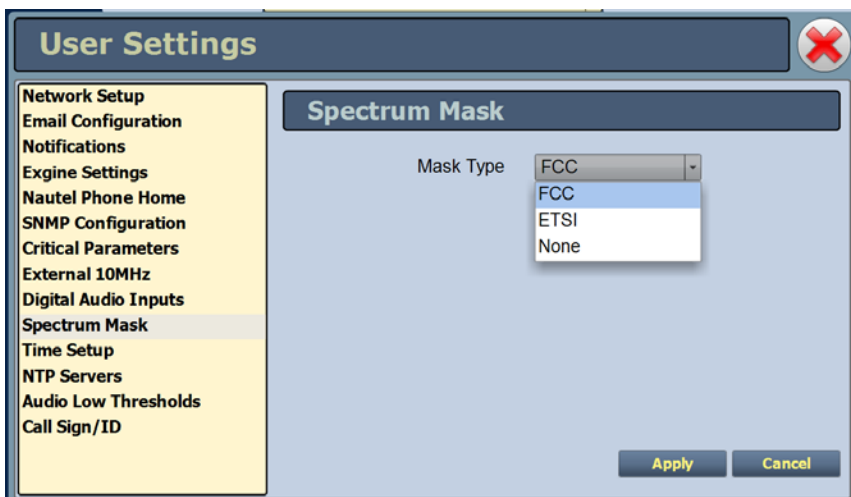 User Settings
Network Setup
Email Configuration
Notifications
Exgine Settings
Nautel Phone Home
SNMP Configuration
Critical Parameters
External 10MHz
Digital Audio Inputs
Spectrum Mask
Time Setup
NTP Servers
Audio Low Thresholds
Call Sign/ID
Spectrum Mask
Mask Type FCC
FCC
ETSI
None
Apply Cancel